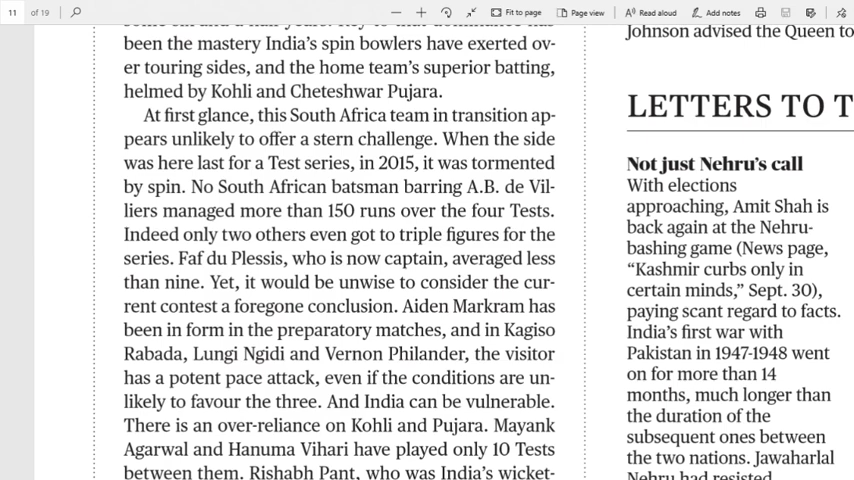 11 of 19
Fit to page
Page view
Read aloud
Add notes
been the mastery India's spin bowlers have exerted ov-
er touring sides, and the home team's superior batting,
helmed by Kohli and Cheteshwar Pujara.
At first glance, this South Africa team in transition ap-
pears unlikely to offer a stern challenge. When the side
was here last for a Test series, in 2015, it was tormented
by spin. No South African batsman barring A.B. de Vil-
liers managed more than 150 runs over the four Tests.
Indeed only two others even got to triple figures for the
series. Faf du Plessis, who is now captain, averaged less
than nine. Yet, it would be unwise to consider the cur-
rent contest a foregone conclusion. Aiden Markram has
been in form in the preparatory matches, and in Kagiso
Rabada, Lungi Ngidi and Vernon Philander, the visitor
has a potent pace attack, even if the conditions are un-
likely to favour the three. And India can be vulnerable.
There is an over-reliance on Kohli and Pujara. Mayank
Agarwal and Hanuma Vihari have played only 10 Tests
between them. Rishabh Pant, who was India's wicket-
Johnson advised the Queen to
LETTERS TO T
Not just Nehru's call
With elections
approaching, Amit Shah is
back again at the Nehru-
bashing game (News page,
“Kashmir curbs only in
certain minds,” Sept. 30),
paying scant regard to facts.
India's first war with
Pakistan in 1947-1948 went
on for more than 14
months, much longer than
the duration of the
subsequent ones between
the two nations. Jawaharlal
Nehru had resisted